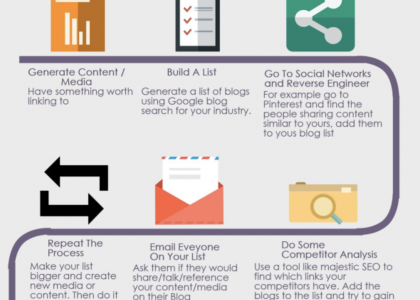 Generate Content /
Media
Have something worth
linking to
Build A List
Generate a list of blogs
using Google blog
search for your industry.
Go To Social Networks
and Reverse Engineer
For example go to
Pinterest and find the
people sharing content
similar to yours, add them
to yous blog list
Repeat The
Process
Make your list
bigger and create
new media or
content. Then do it
Email Eveyone
On Your List
Ask them if they would
share/talk/reference
your content/media
on their Blog
Do Some
Competitor Analysis
Use a tool like majestic SEO to
find which links your
competitors have. Add the
blogs to the list and try to gain